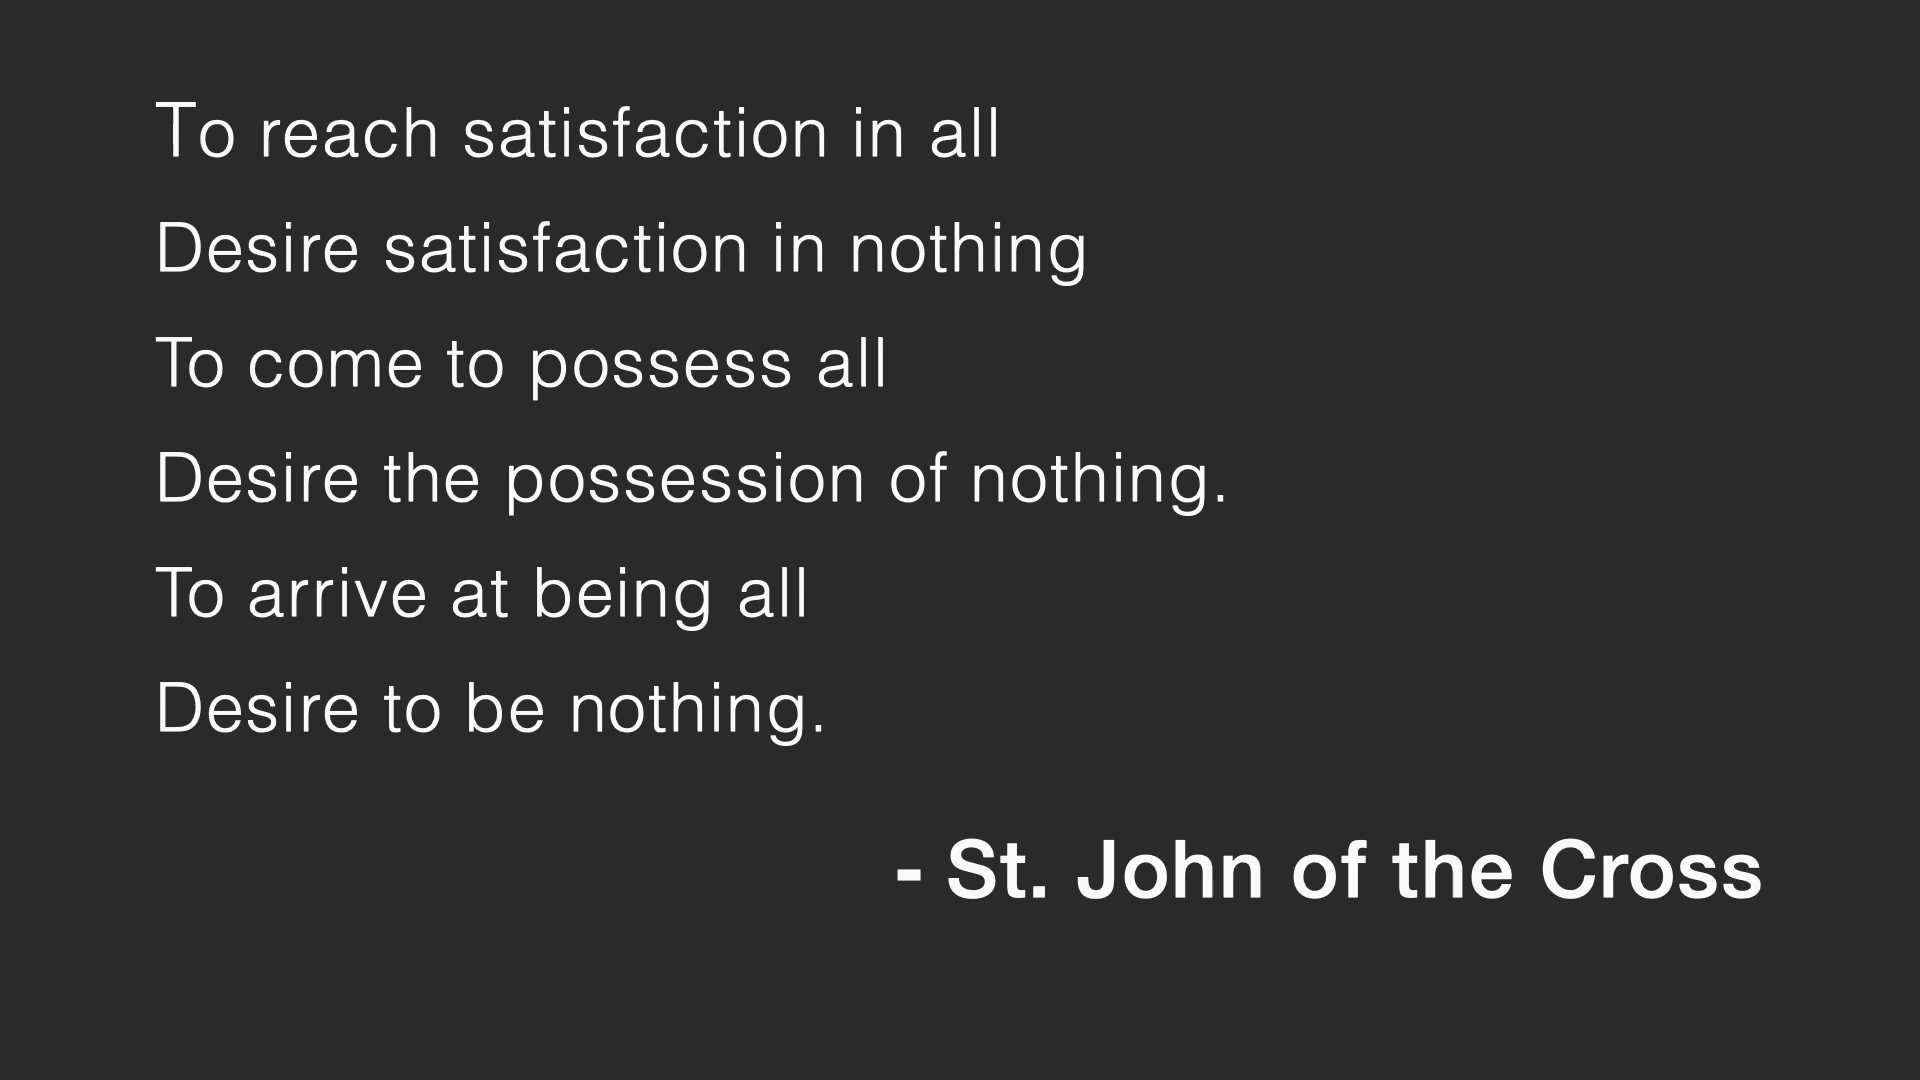 To reach satisfaction in all
Desire satisfaction in nothing
To come to possess all
Desire the possession of nothing.
To arrive at being all
Desire to be nothing.
- St. John of the Cross